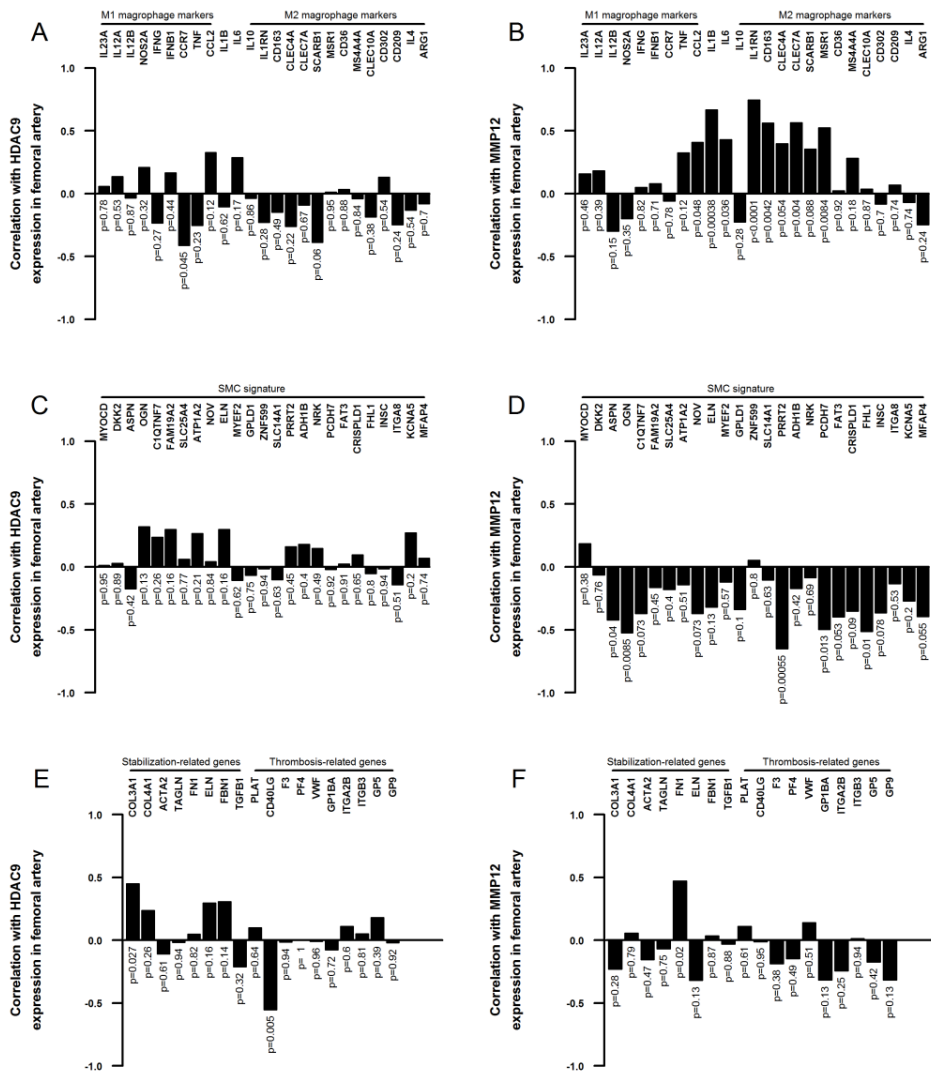 A
M1 magrophage markers
M2 magrophage markers
IL23A
IL12A
IL12B
NOS2A
IFNG
IFNB1
CCR7
TNF
CCL2
IL1B
IL6
IL10
IL1RN
CD163
CLEC4A
CLEC7A
SCARB1
MSR1
CD36
MS4A4A
CLEC10A
CD302
CD209
IL4
ARG1
Correlation with HDAC9
expression in femoral artery
1.0
0.5
0.0
-0.5
-1.0
p=0.78
p=0.53
p=0.87
p=0.32
p=0.27
p=0.44
p=0.045
p=0.23
p=0.12
p=0.62
p=0.17
p=0.86
p=0.28
p=0.49
p=0.22
p=0.67
p=0.06
p=0.95
p=0.88
p=0.84
p=0.38
p=0.54
p=0.24
p=0.54
p=0.7
B
M1 magrophage markers
M2 magrophage markers
IL23A
IL12A
IL12B
NOS2A
IFNG
IFNB1
CCR7
TNF
CCL2
IL1B
IL6
IL10
IL1RN
CD163
CLEC4A
CLEC7A
SCARB1
MSR1
CD36
MS4A4A
CLEC10A
CD302
CD209
IL4
ARG1
Correlation with MMP12
expression in femoral artery
1.0
0.5
0.0
-0.5
-1.0
p=0.46
p=0.39
p=0.15
p=0.35
p=0.82
p=0.71
p=0.78
p=0.12
p=0.048
p=0.00038
p=0.036
p=0.28
p<0.0001
p=0.0042
p=0.054
p=0.004
p=0.088
p=0.0084
p=0.92
p=0.18
p=0.87
p=0.7
p=0.74
p=0.74
p=0.24
C
SMC signature
MYOCD
DKK2
ASPN
OGN
C1QTNF7
FAM19A2
SLC25A4
ATP1A2
NOV
ELN
MYEF2
GPLD1
ZNF599
SLC14A1
PRRT2
ADH1B
NRK
PCDH7
FAT3
CRISPLD1
FHL1
INSC
ITGA8
KCNA5
MFAP4
Correlation with HDAC9
expression in femoral artery
1.0
0.5
0.0
-0.5
-1.0
p=0.95
p=0.89
p=0.42
p=0.13
p=0.26
p=0.16
p=0.77
p=0.21
p=0.84
p=0.16
p=0.62
p=0.75
p=0.94
p=0.63
p=0.45
p=0.4
p=0.49
p=0.92
p=0.91
p=0.65
p=0.8
p=0.94
p=0.51
p=0.2
p=0.74
D
SMC signature
MYOCD
DKK2
ASPN
OGN
C1QTNF7
FAM19A2
SLC25A4
ATP1A2
NOV
ELN
MYEF2
GPLD1
ZNF599
SLC14A1
PRRT2
ADH1B
NRK
PCDH7
FAT3
CRISPLD1
FHL1
INSC
ITGA8
KCNA5
MFAP4
Correlation with MMP12
expression in femoral artery
1.0
0.5
0.0
-0.5
-1.0
p=0.38
p=0.76
p=0.04
p=0.0085
p=0.073
p=0.45
p=0.4
p=0.51
p=0.073
p=0.13
p=0.57
p=0.1
p=0.8
p=0.63
p=0.00055
p=0.42
p=0.69
p=0.013
p=0.053
p=0.09
p=0.01
p=0.078
p=0.53
p=0.2
p=0.055
E
Stabilization-related genes
Thrombosis-related genes
COL3A1
COL4A1
ACTA2
TAGLN
FN1
ELN
FBN1
TGFB1
PLAT
CD40LG
F3
PF4
VWF
GP1BA
ITGA2B
ITGB3
GP5
GP9
Correlation with HDAC9
expression in femoral artery
1.0
0.5
0.0
-0.5
-1.0
p=0.027
p=0.26
p=0.61
p=0.94
p=0.82
p=0.16
p=0.14
p=0.32
p=0.64
p=0.005
p=0.94
p= 1
p=0.96
p=0.72
p=0.6
p=0.81
p=0.39
p=0.92
F
Stabilization-related genes
Thrombosis-related genes
COL3A1
COL4A1
ACTA2
TAGLN
FN1
ELN
FBN1
TGFB1
PLAT
CD40LG
F3
PF4
VWF
GP1BA
ITGA2B
ITGB3
GP5
GP9
Correlation with MMP12
expression in femoral artery
1.0
0.5
0.0
-0.5
-1.0
p=0.28
p=0.79
p=0.47
p=0.75
p=0.02
p=0.13
p=0.87
p=0.88
p=0.61
p=0.95
p=0.38
p=0.49
p=0.51
p=0.13
p=0.25
p=0.94
p=0.42
p=0.13